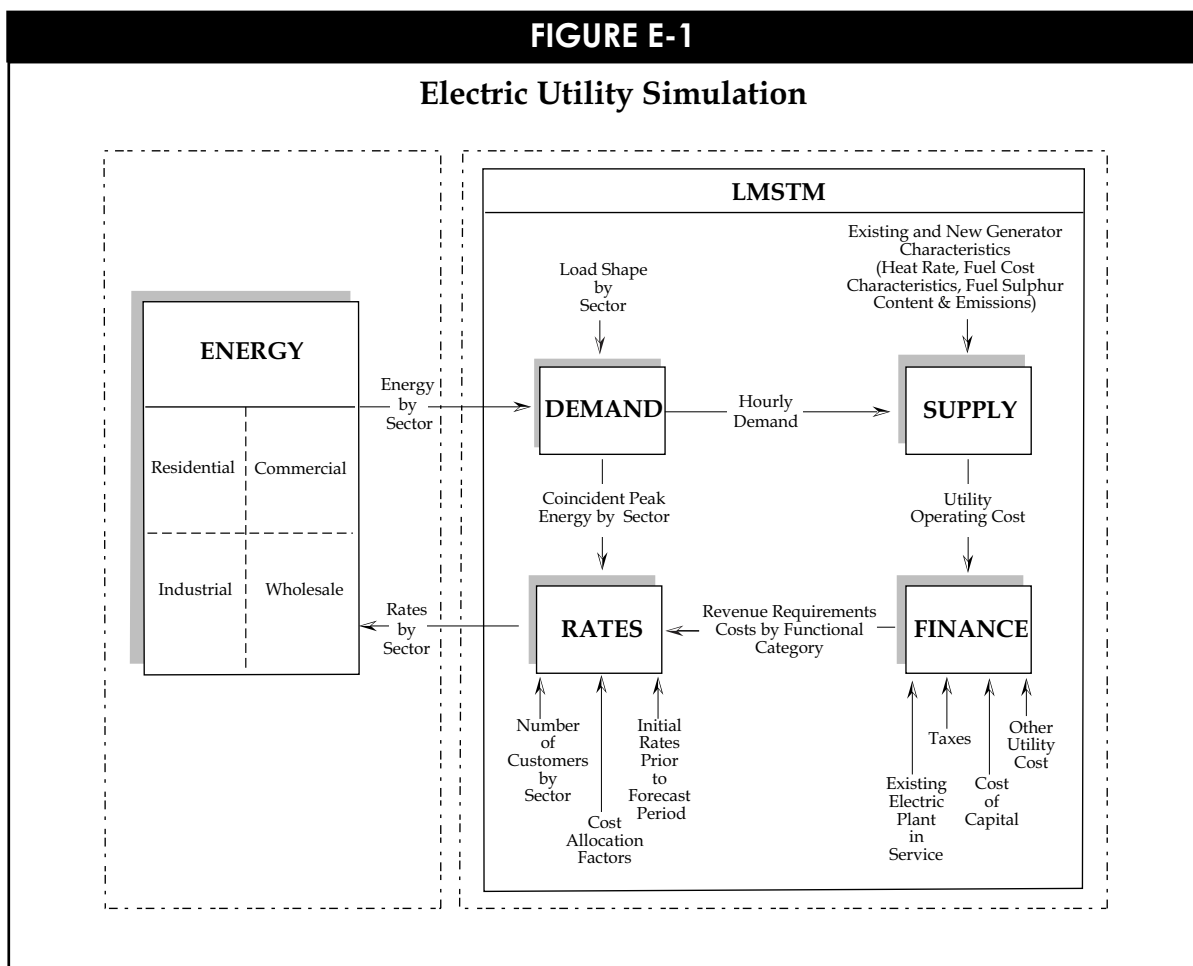 FIGURE E-1
Electric Utility Simulation
LMSTM
Existing and New Generator
Characteristics
(Heat Rate, Fuel Cost
Characteristics, Fuel Sulphur
Content & Emissions)
Load Shape
by
Sector
ENERGY
Energy
by
Sector
DEMAND
Hourly
Demand
SUPPLY
Residential
Commercial
Coincident Peak
Energy by Sector
Utility
Operating Cost
Industrial
Wholesale
Rates
by
Sector
RATES
Revenue Requirements
Costs by Functional
Category
FINANCE
Number
of
Customers
by
Sector
Cost
Allocation
Factors
Initial
Rates
Prior
to
Forecast
Period
Existing
Electric
Plant
in
Service
Taxes
Cost
of
Capital
Other
Utility
Cost